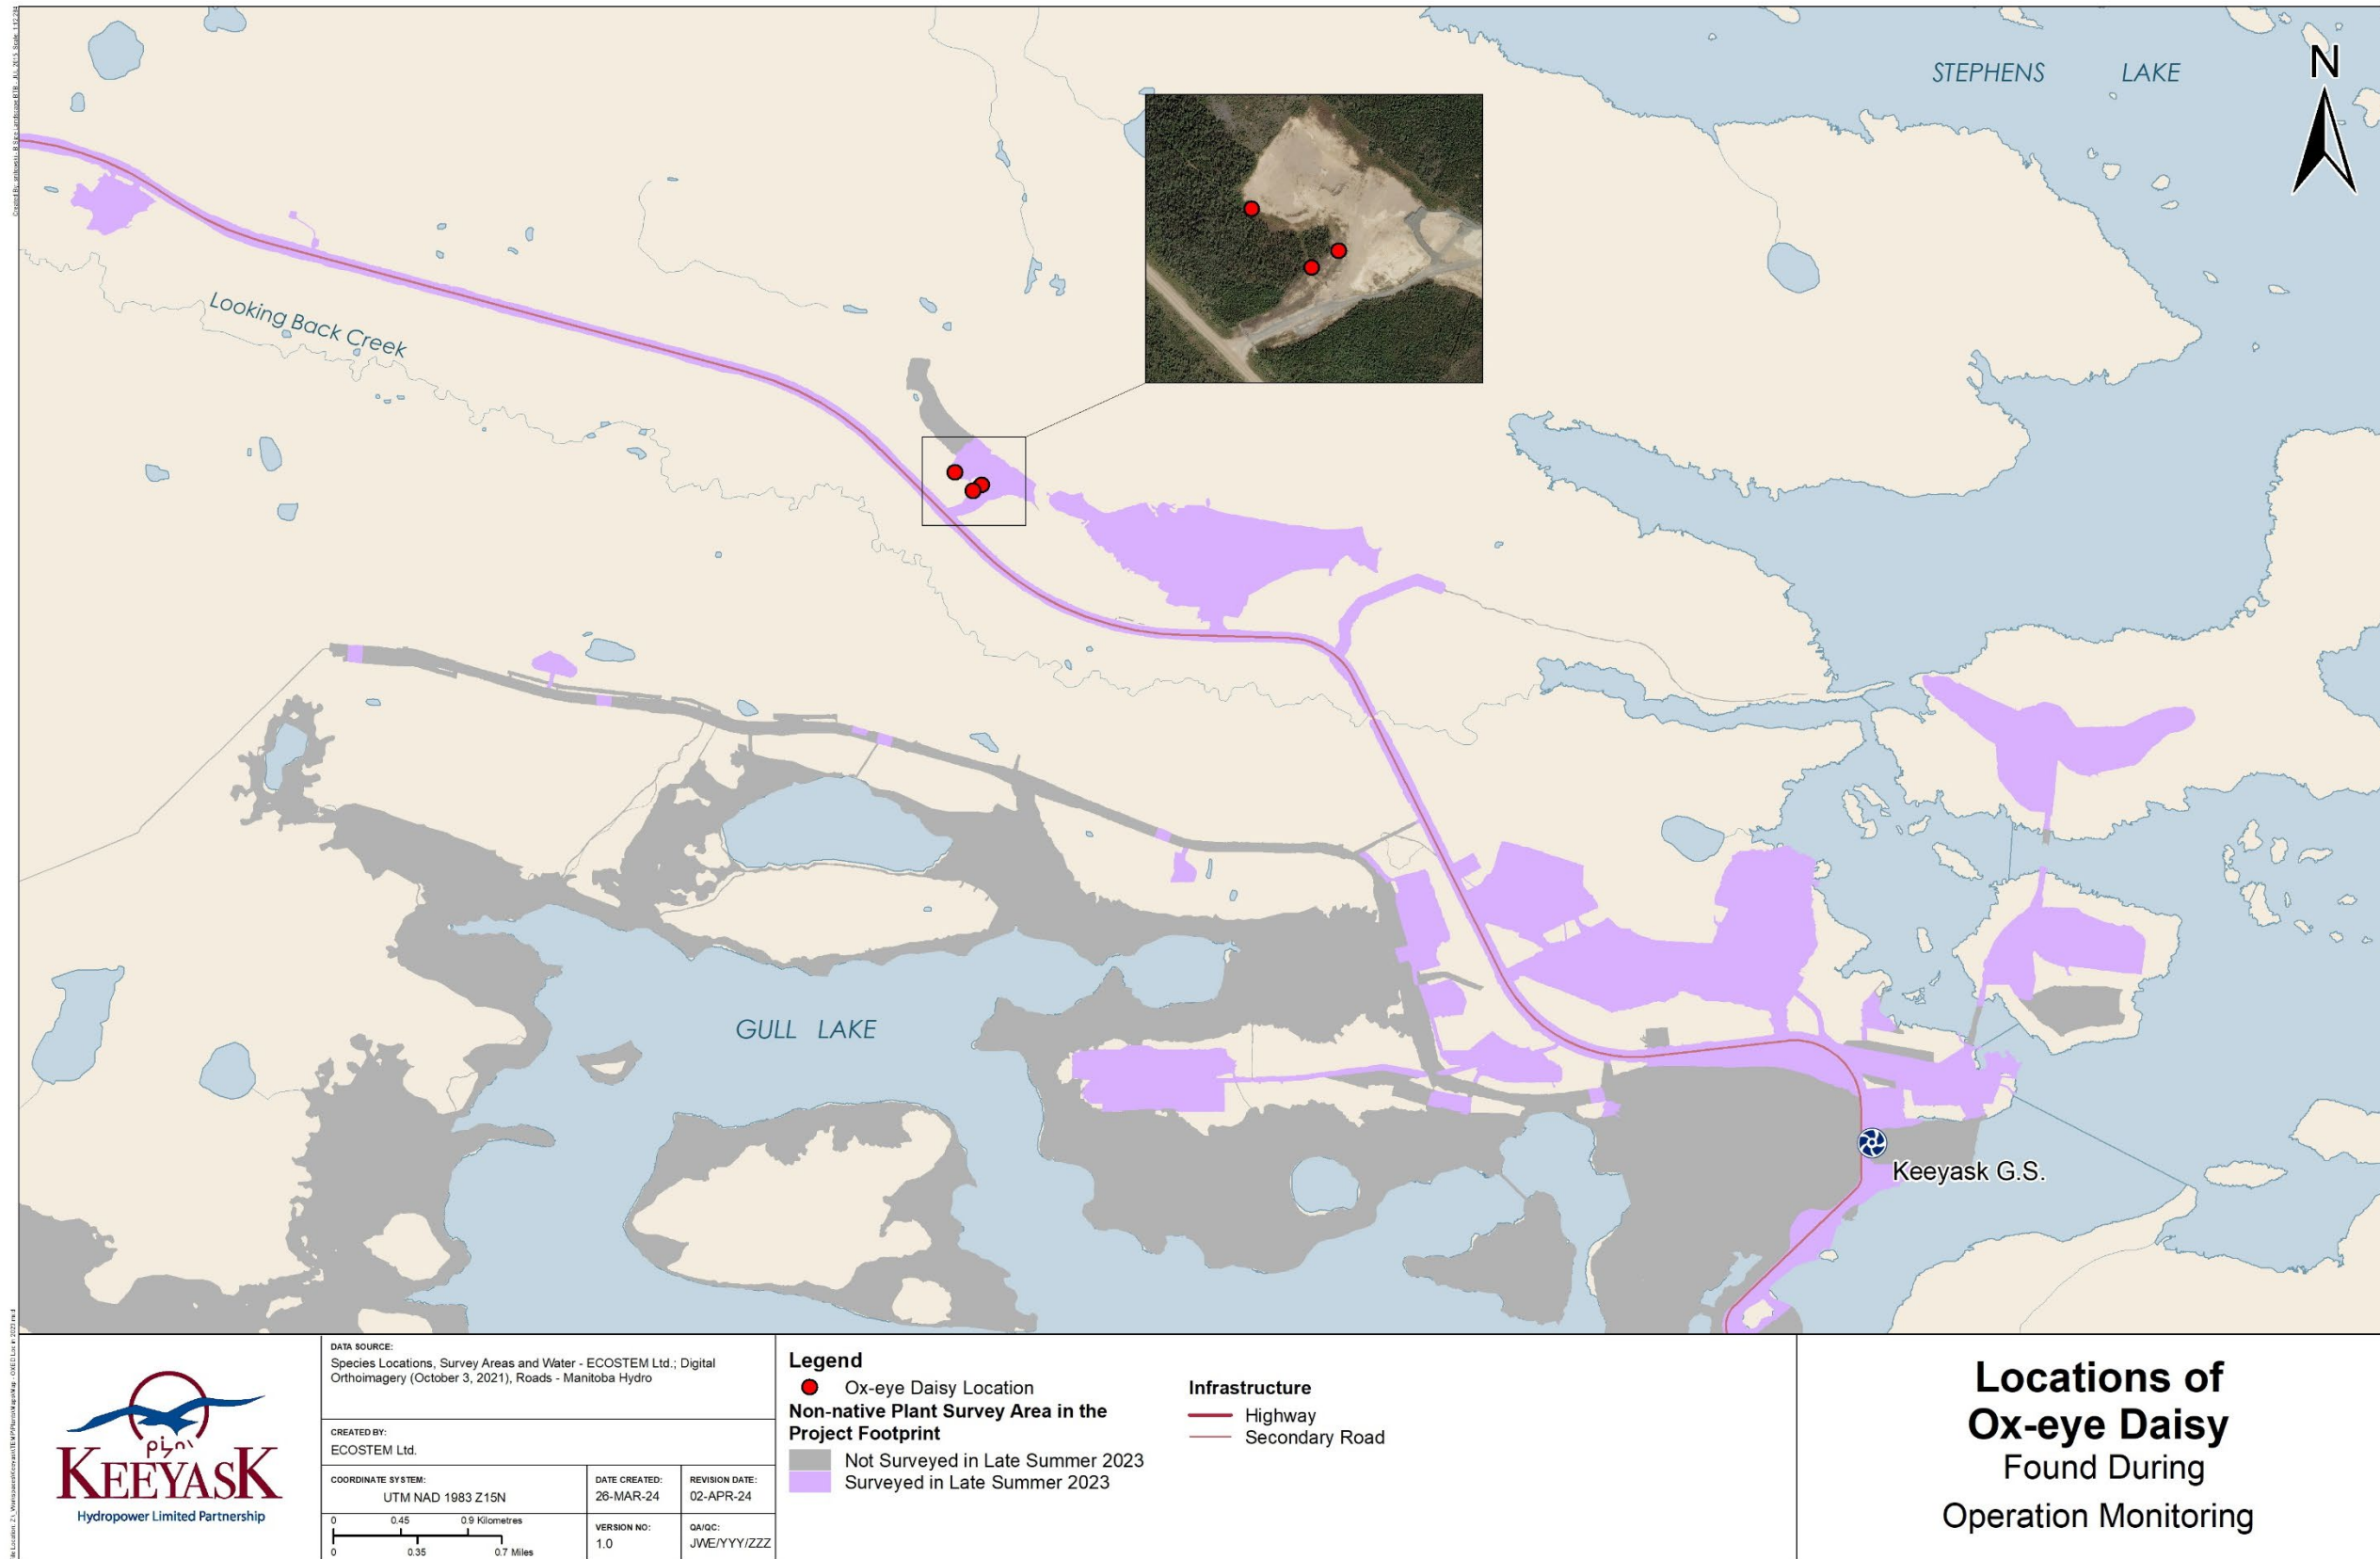 STEPHENS LAKE
N
Looking Back Creek
GULL LAKE
Keeyask G.S.
KEEYASK
Hydropower Limited Partnership
DATA SOURCE:
Species Locations, Survey Areas and Water - ECOSTEM Ltd.; Digital
Orthoimagery (October 3, 2021), Roads - Manitoba Hydro
CREATED BY:
ECOSTEM Ltd.
COORDINATE SYSTEM:
UTM NAD 1983 Z15N
DATE CREATED:
26-MAR-24
REVISION DATE:
02-APR-24
0 0.45 0.9 Kilometres
0 0.35 0.7 Miles
VERSION NO:
1.0
QA/QC:
JWE/YYY/ZZZ
Legend
Ox-eye Daisy Location
Non-native Plant Survey Area in the
Project Footprint
Not Surveyed in Late Summer 2023
Surveyed in Late Summer 2023
Infrastructure
Highway
Secondary Road
Locations of
Ox-eye Daisy
Found During
Operation Monitoring